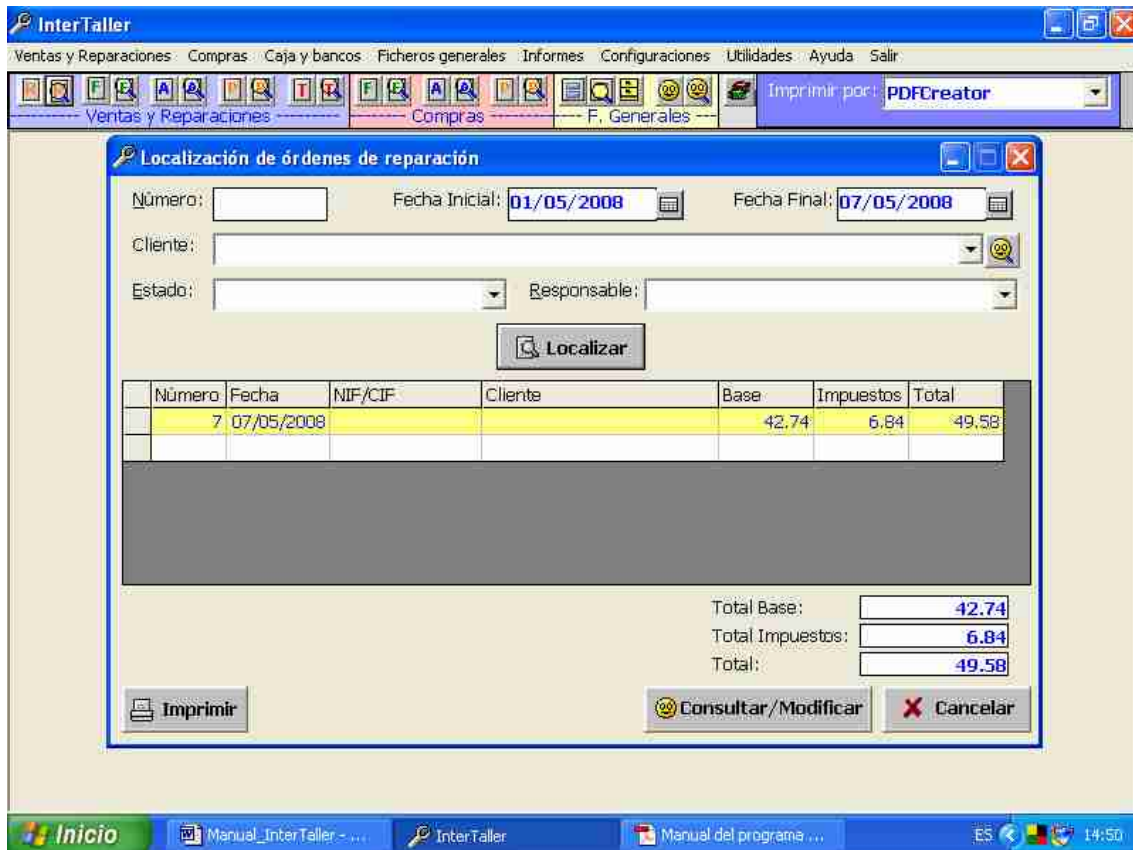 InterTaller
Ventas y Reparaciones Compras Caja y bancos Ficheros generales Informes Configuraciones Utilidades Ayuda Salir
R F F A A P P T T F F A A P P Imprimir por: PDFCreator
Ventas y Reparaciones Compras F. Generales
Localización de órdenes de reparación
Número: Fecha Inicial: 01/05/2008 Fecha Final: 07/05/2008
Cliente:
Estado: Responsable:
Localizar
Número Fecha NIF/CIF Cliente Base Impuestos Total
7 07/05/2008 42.74 6.84 49.58
Total Base: 42.74
Total Impuestos: 6.84
Total: 49.58
Imprimir Consultar/Modificar Cancelar
Inicio Manual_InterTaller - ... InterTaller Manual del programa ... ES 14:50